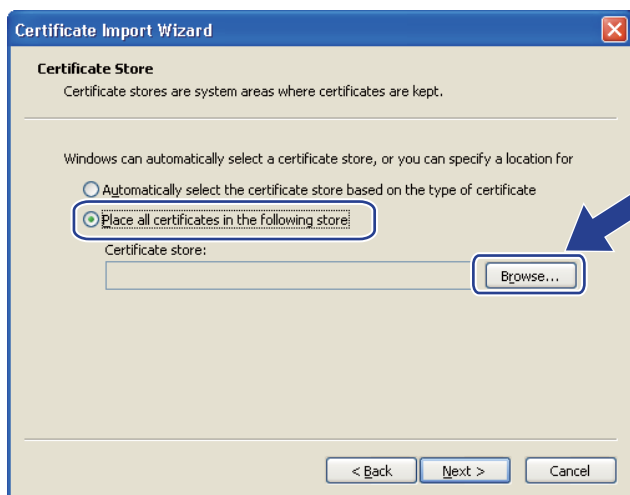 Certificate Import Wizard
Certificate Store
Certificate stores are system areas where certificates are kept.
Windows can automatically select a certificate store, or you can specify a location for
Automatically select the certificate store based on the type of certificate
Place all certificates in the following store
Certificate store:
Browse...
< Back Next > Cancel